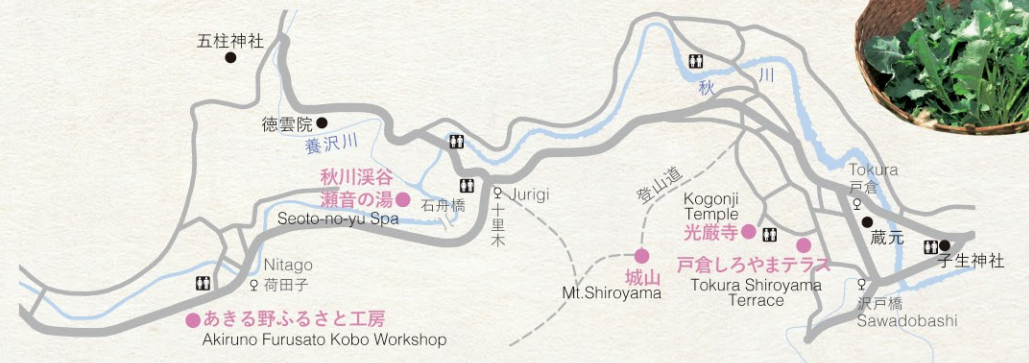 五柱神社
徳雲院
養沢川
秋川渓谷
瀬音の湯
Seoto-no-yu Spa
石舟橋
Jurigi
十里木
Nitago
荷田子
あきる野ふるさと工房
Akiruno Furusato Kobo Workshop
秋川
登山道
城山
Mt.Shiroyama
Kogonji
Temple
光厳寺
戸倉しろやまテラス
Tokura Shiroyama
Terrace
Tokura
戸倉
蔵元
子生神社
沢戸橋
Sawadobashi